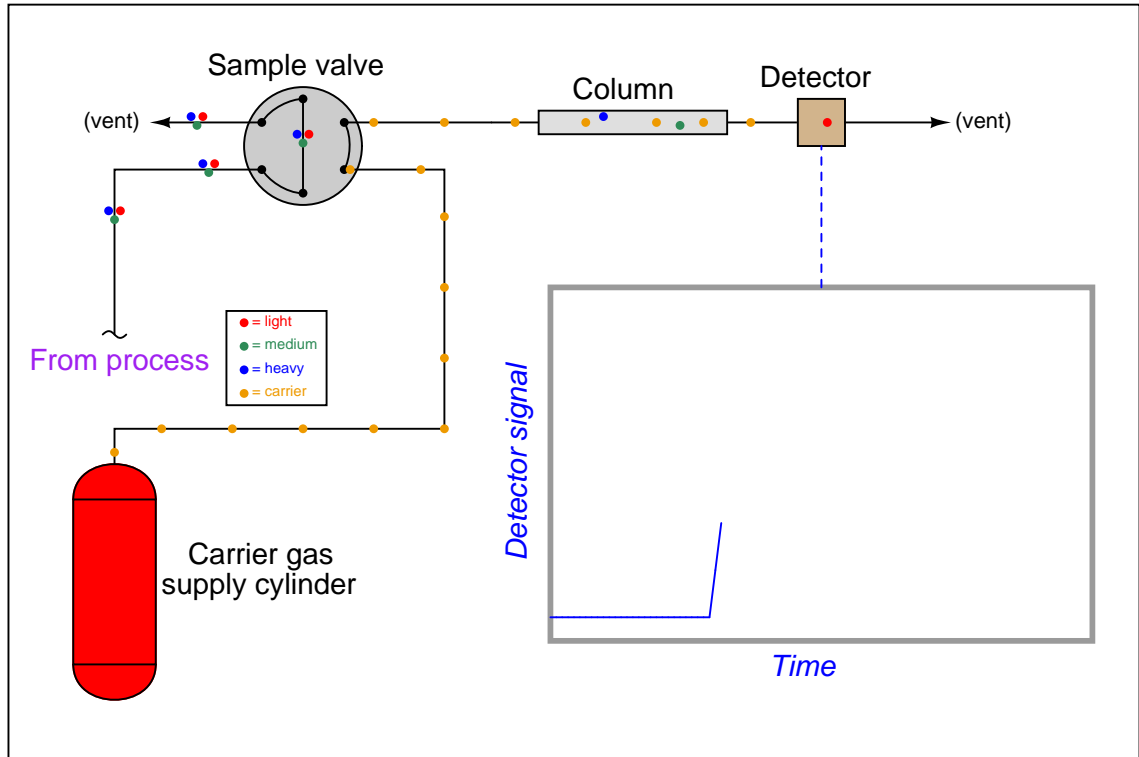 Sample valve
Column
Detector
(vent)
(vent)
From process
= light
= medium
= heavy
= carrier
Detector signal
Carrier gas
supply cylinder
Time